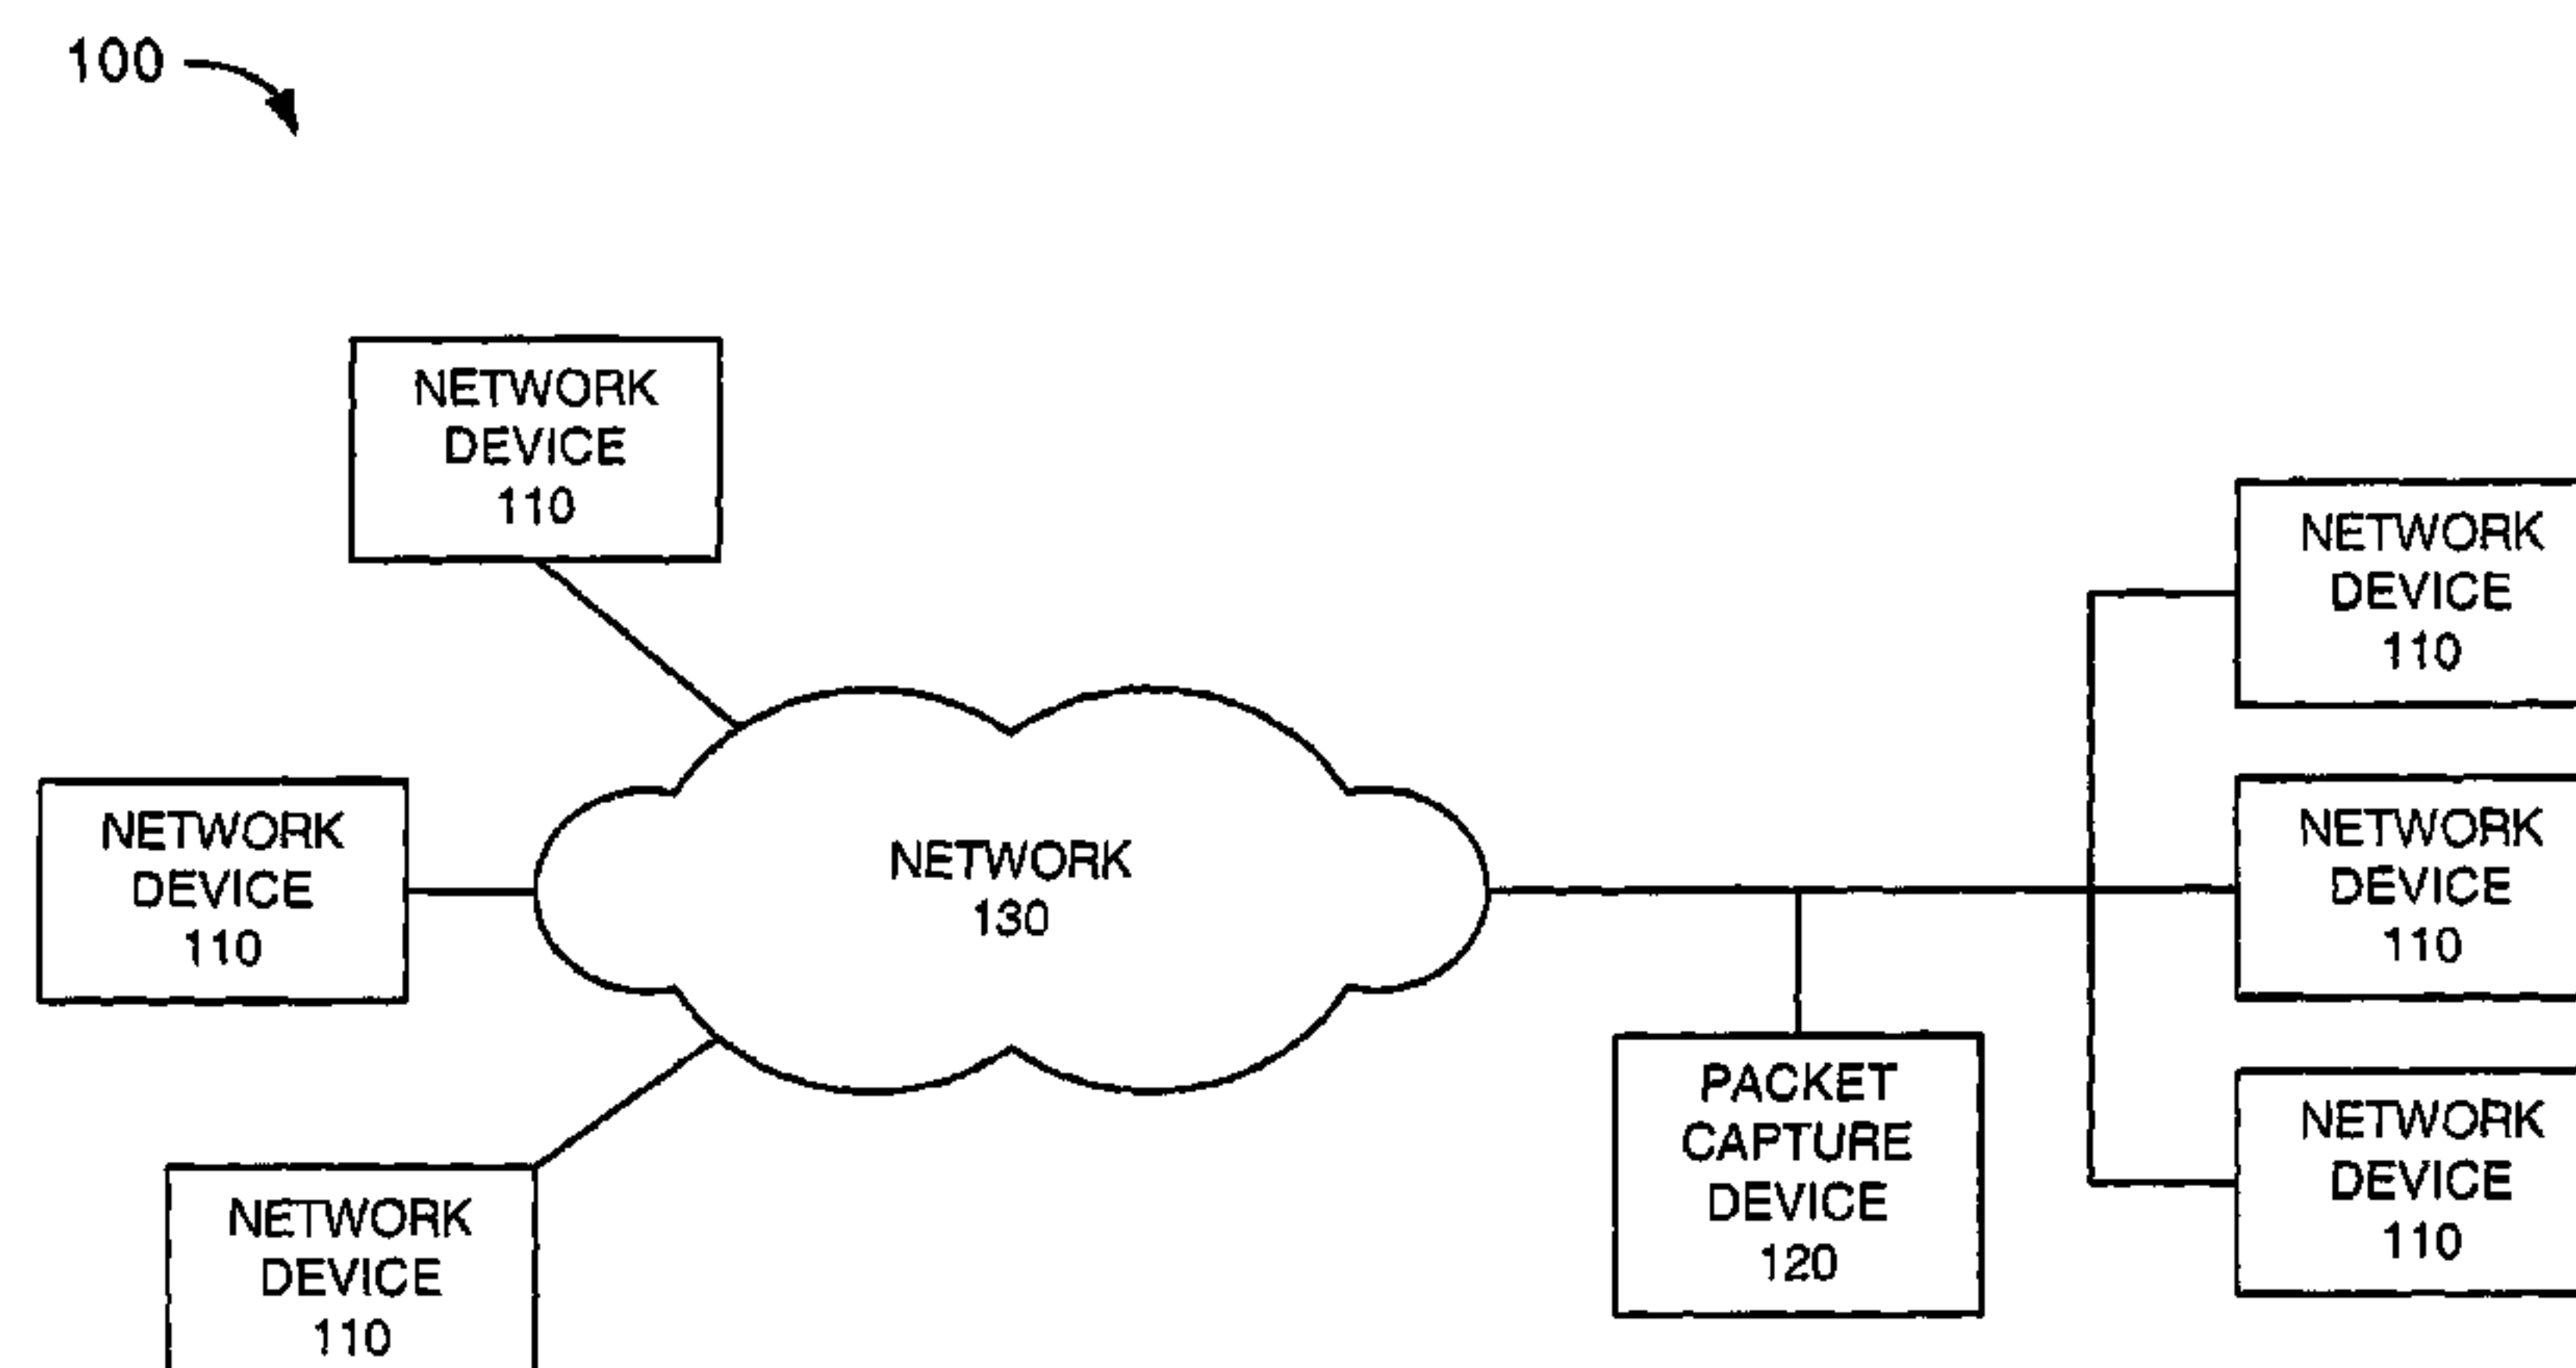 100
NETWORK
DEVICE
110
NETWORK
DEVICE
110
NETWORK
DEVICE
110
NETWORK
130
PACKET
CAPTURE
DEVICE
120
NETWORK
DEVICE
110
NETWORK
DEVICE
110
NETWORK
DEVICE
110